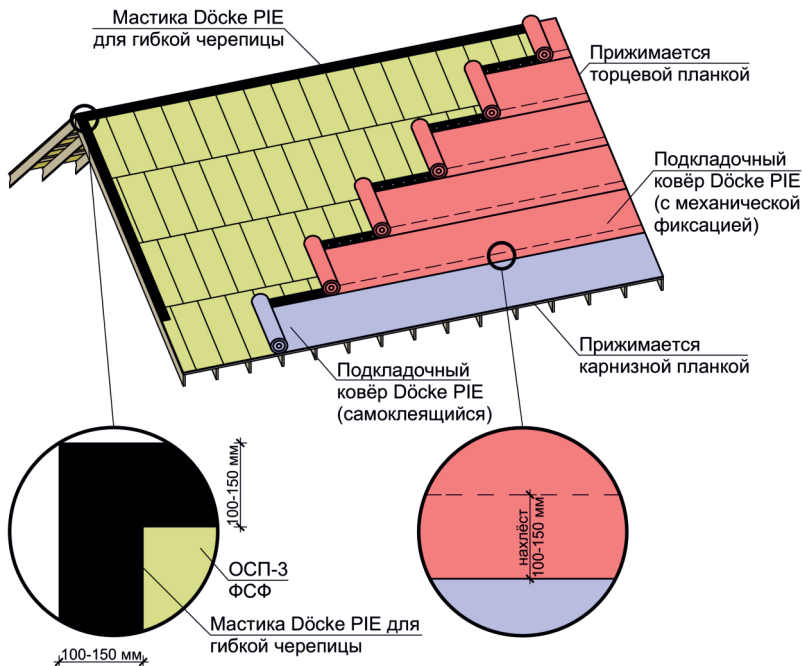 Мастика Döcke PIE
для гибкой черепицы
Прижимается
торцевой планкой
Подкладочный
ковёр Döcke PIE
(с механической
фиксацией)
Прижимается
карнизной планкой
Подкладочный
ковёр Döcke PIE
(самоклеящийся)
100-150 мм
ОСП-3
ФСФ
Мастика Döcke PIE для
гибкой черепицы
100-150 мм
нахлёст
100-150 мм